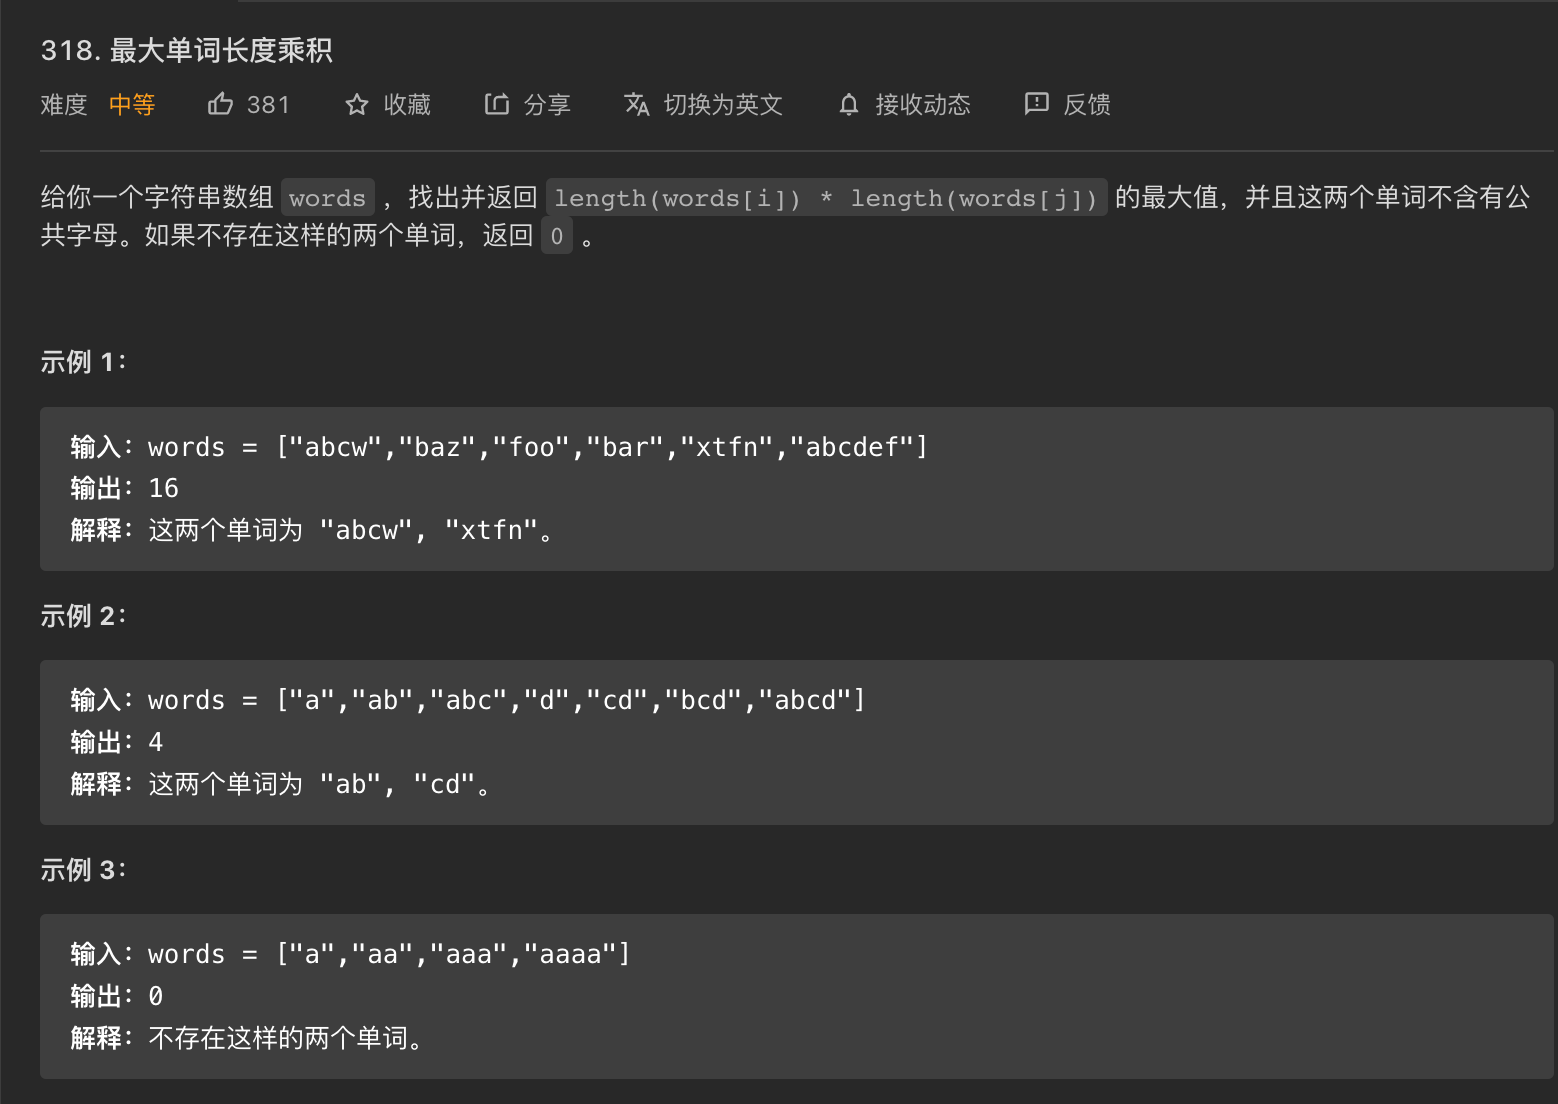 318. 最大单词长度乘积
难度 中等 381 收藏 分享 切换为英文 接收动态 反馈
给你一个字符串数组 words ，找出并返回 length(words[i]) * length(words[j]) 的最大值，并且这两个单词不含有公
共字母。如果不存在这样的两个单词，返回 0 。
示例 1：
输入：words = ["abcw","baz","foo","bar","xtfn","abcdef"]
输出：16
解释：这两个单词为 "abcw", "xtfn"。
示例 2：
输入：words = ["a","ab","abc","d","cd","bcd","abcd"]
输出：4
解释：这两个单词为 "ab", "cd"。
示例 3：
输入：words = ["a","aa","aaa","aaaa"]
输出：0
解释：不存在这样的两个单词。